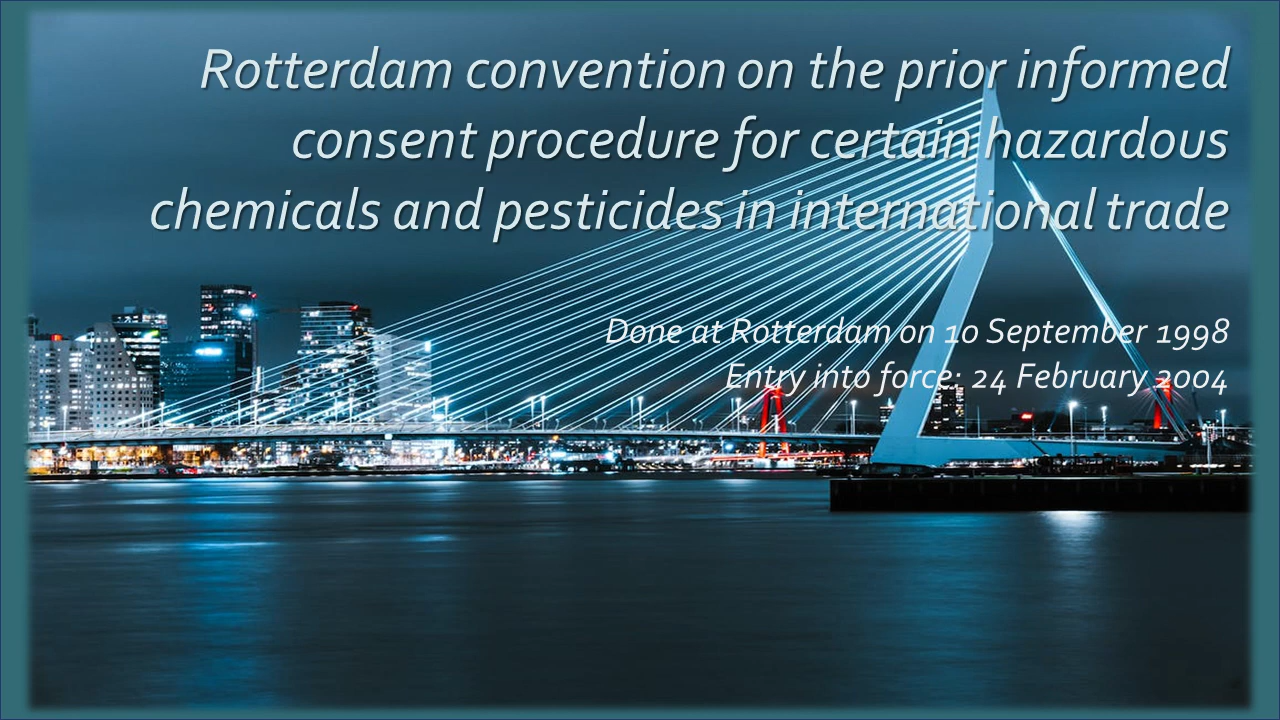 Rotterdam convention on the prior informed
consent procedure for certain hazardous
chemicals and pesticides in international trade
Done at Rotterdam on 10 September 1998
Entry into force: 24 February 2004